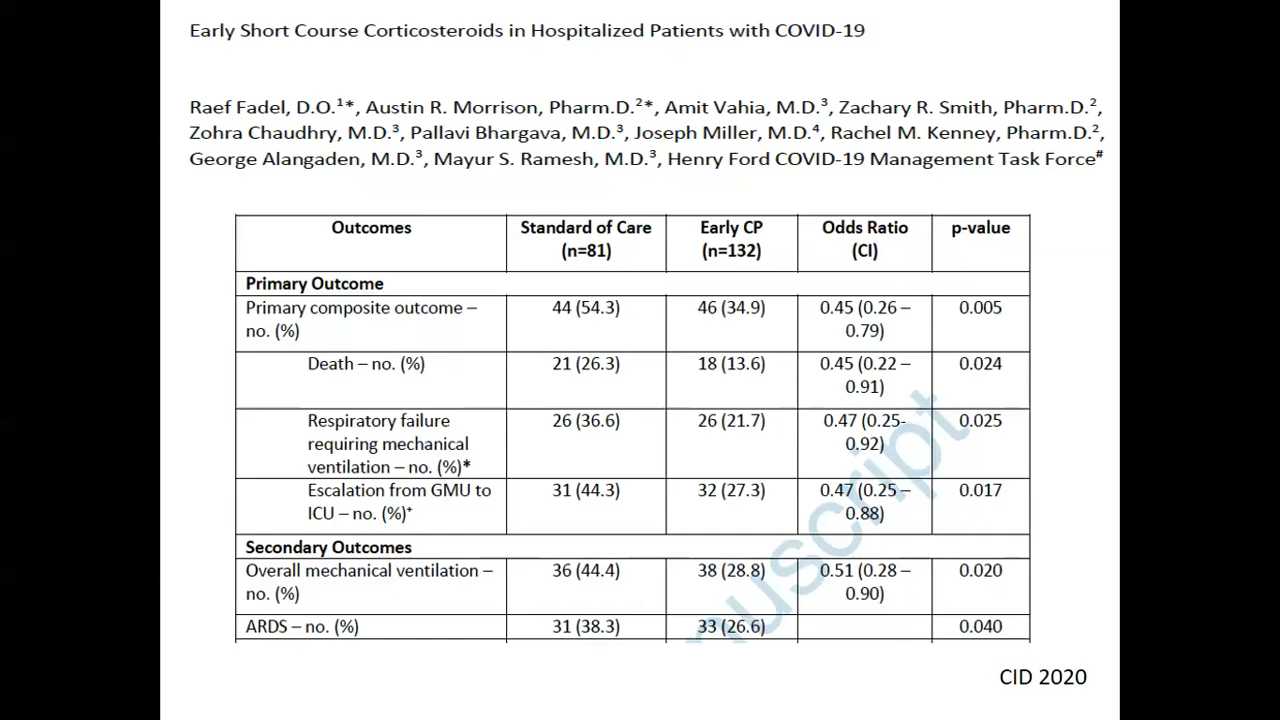 Early Short Course Corticosteroids in Hospitalized Patients with COVID-19
Raef Fadel, D.O.¹*, Austin R. Morrison, Pharm.D.²*, Amit Vahia, M.D.³, Zachary R. Smith, Pharm.D.²,
Zohra Chaudhry, M.D.³, Pallavi Bhargava, M.D.³, Joseph Miller, M.D.⁴, Rachel M. Kenney, Pharm.D.²,
George Alangaden, M.D.³, Mayur S. Ramesh, M.D.³, Henry Ford COVID-19 Management Task Force#
Outcomes Standard of Care Early CP Odds Ratio p-value
(n=81) (n=132) (CI)
Primary Outcome
Primary composite outcome – 44 (54.3) 46 (34.9) 0.45 (0.26 – 0.005
no. (%) 0.79)
Death – no. (%) 21 (26.3) 18 (13.6) 0.45 (0.22 – 0.024
0.91)
Respiratory failure 26 (36.6) 26 (21.7) 0.47 (0.25- 0.025
requiring mechanical 0.92)
ventilation – no. (%)*
Escalation from GMU to 31 (44.3) 32 (27.3) 0.47 (0.25 – 0.017
ICU – no. (%)⁺ 0.88)
Secondary Outcomes
Overall mechanical ventilation – 36 (44.4) 38 (28.8) 0.51 (0.28 – 0.020
no. (%) 0.90)
ARDS – no. (%) 31 (38.3) 33 (26.6) 0.040
nuscript
CID 2020